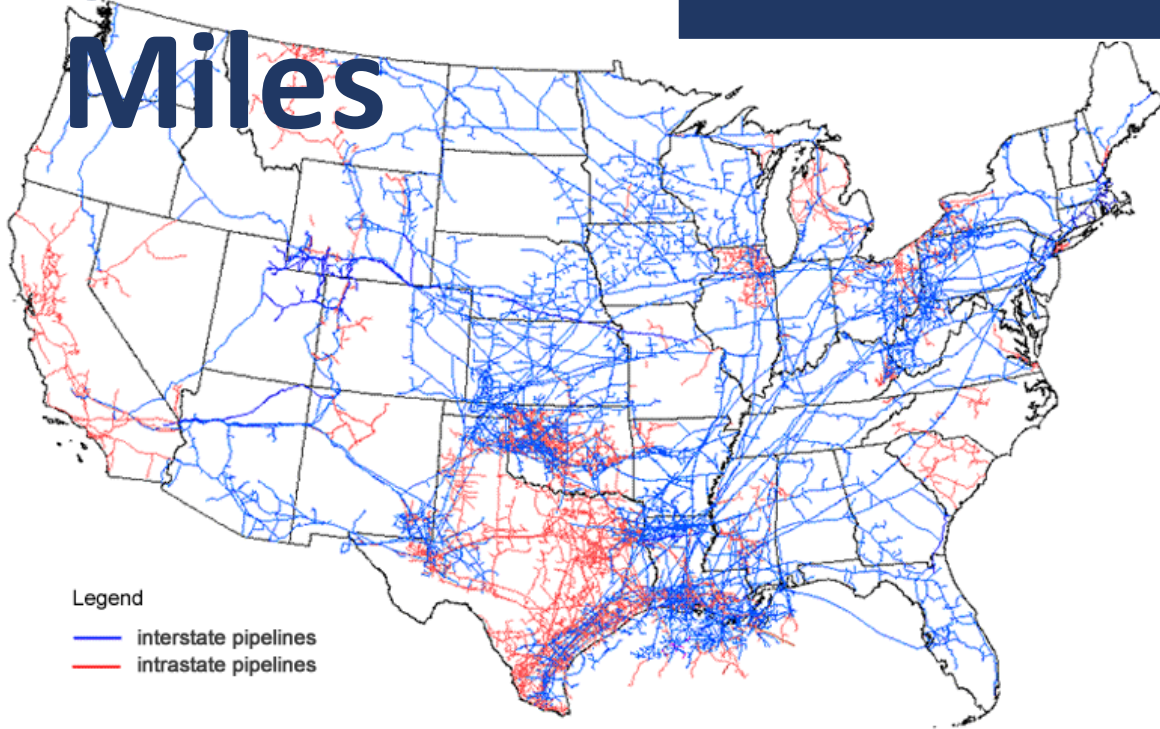 Miles
Legend
interstate pipelines
intrastate pipelines